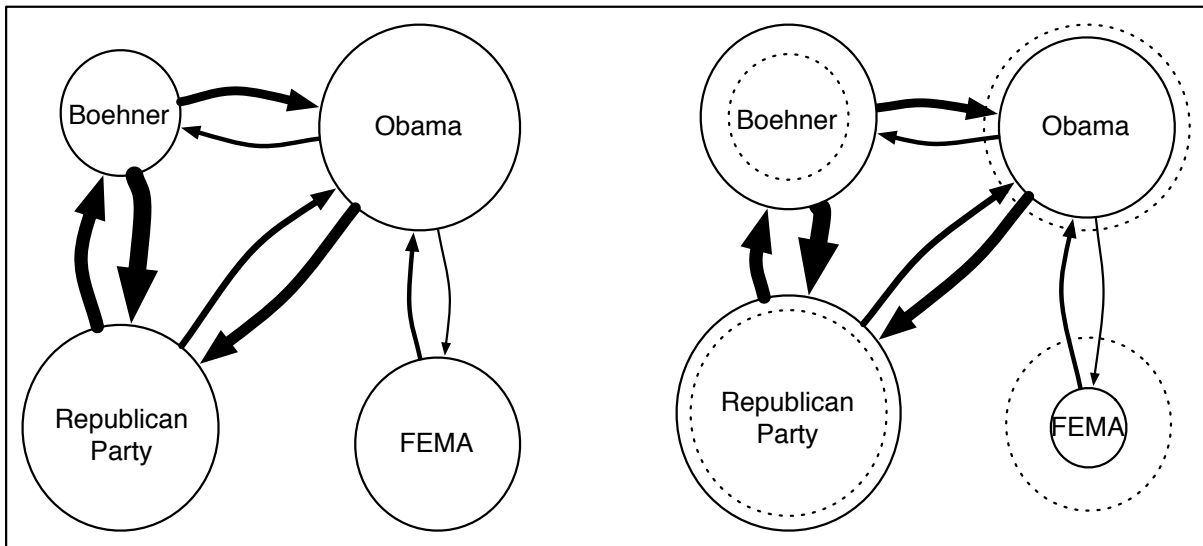 Boehner
Obama
Republican
Party
FEMA
Boehner
Obama
Republican
Party
FEMA